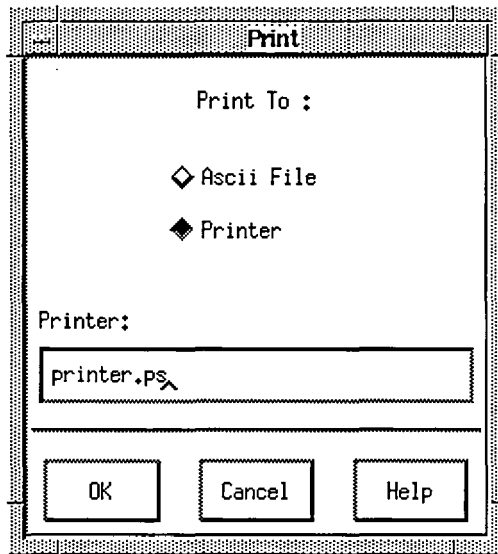 Print
Print To :
Ascii File
Printer
Printer:
printer.ps
OK Cancel Help